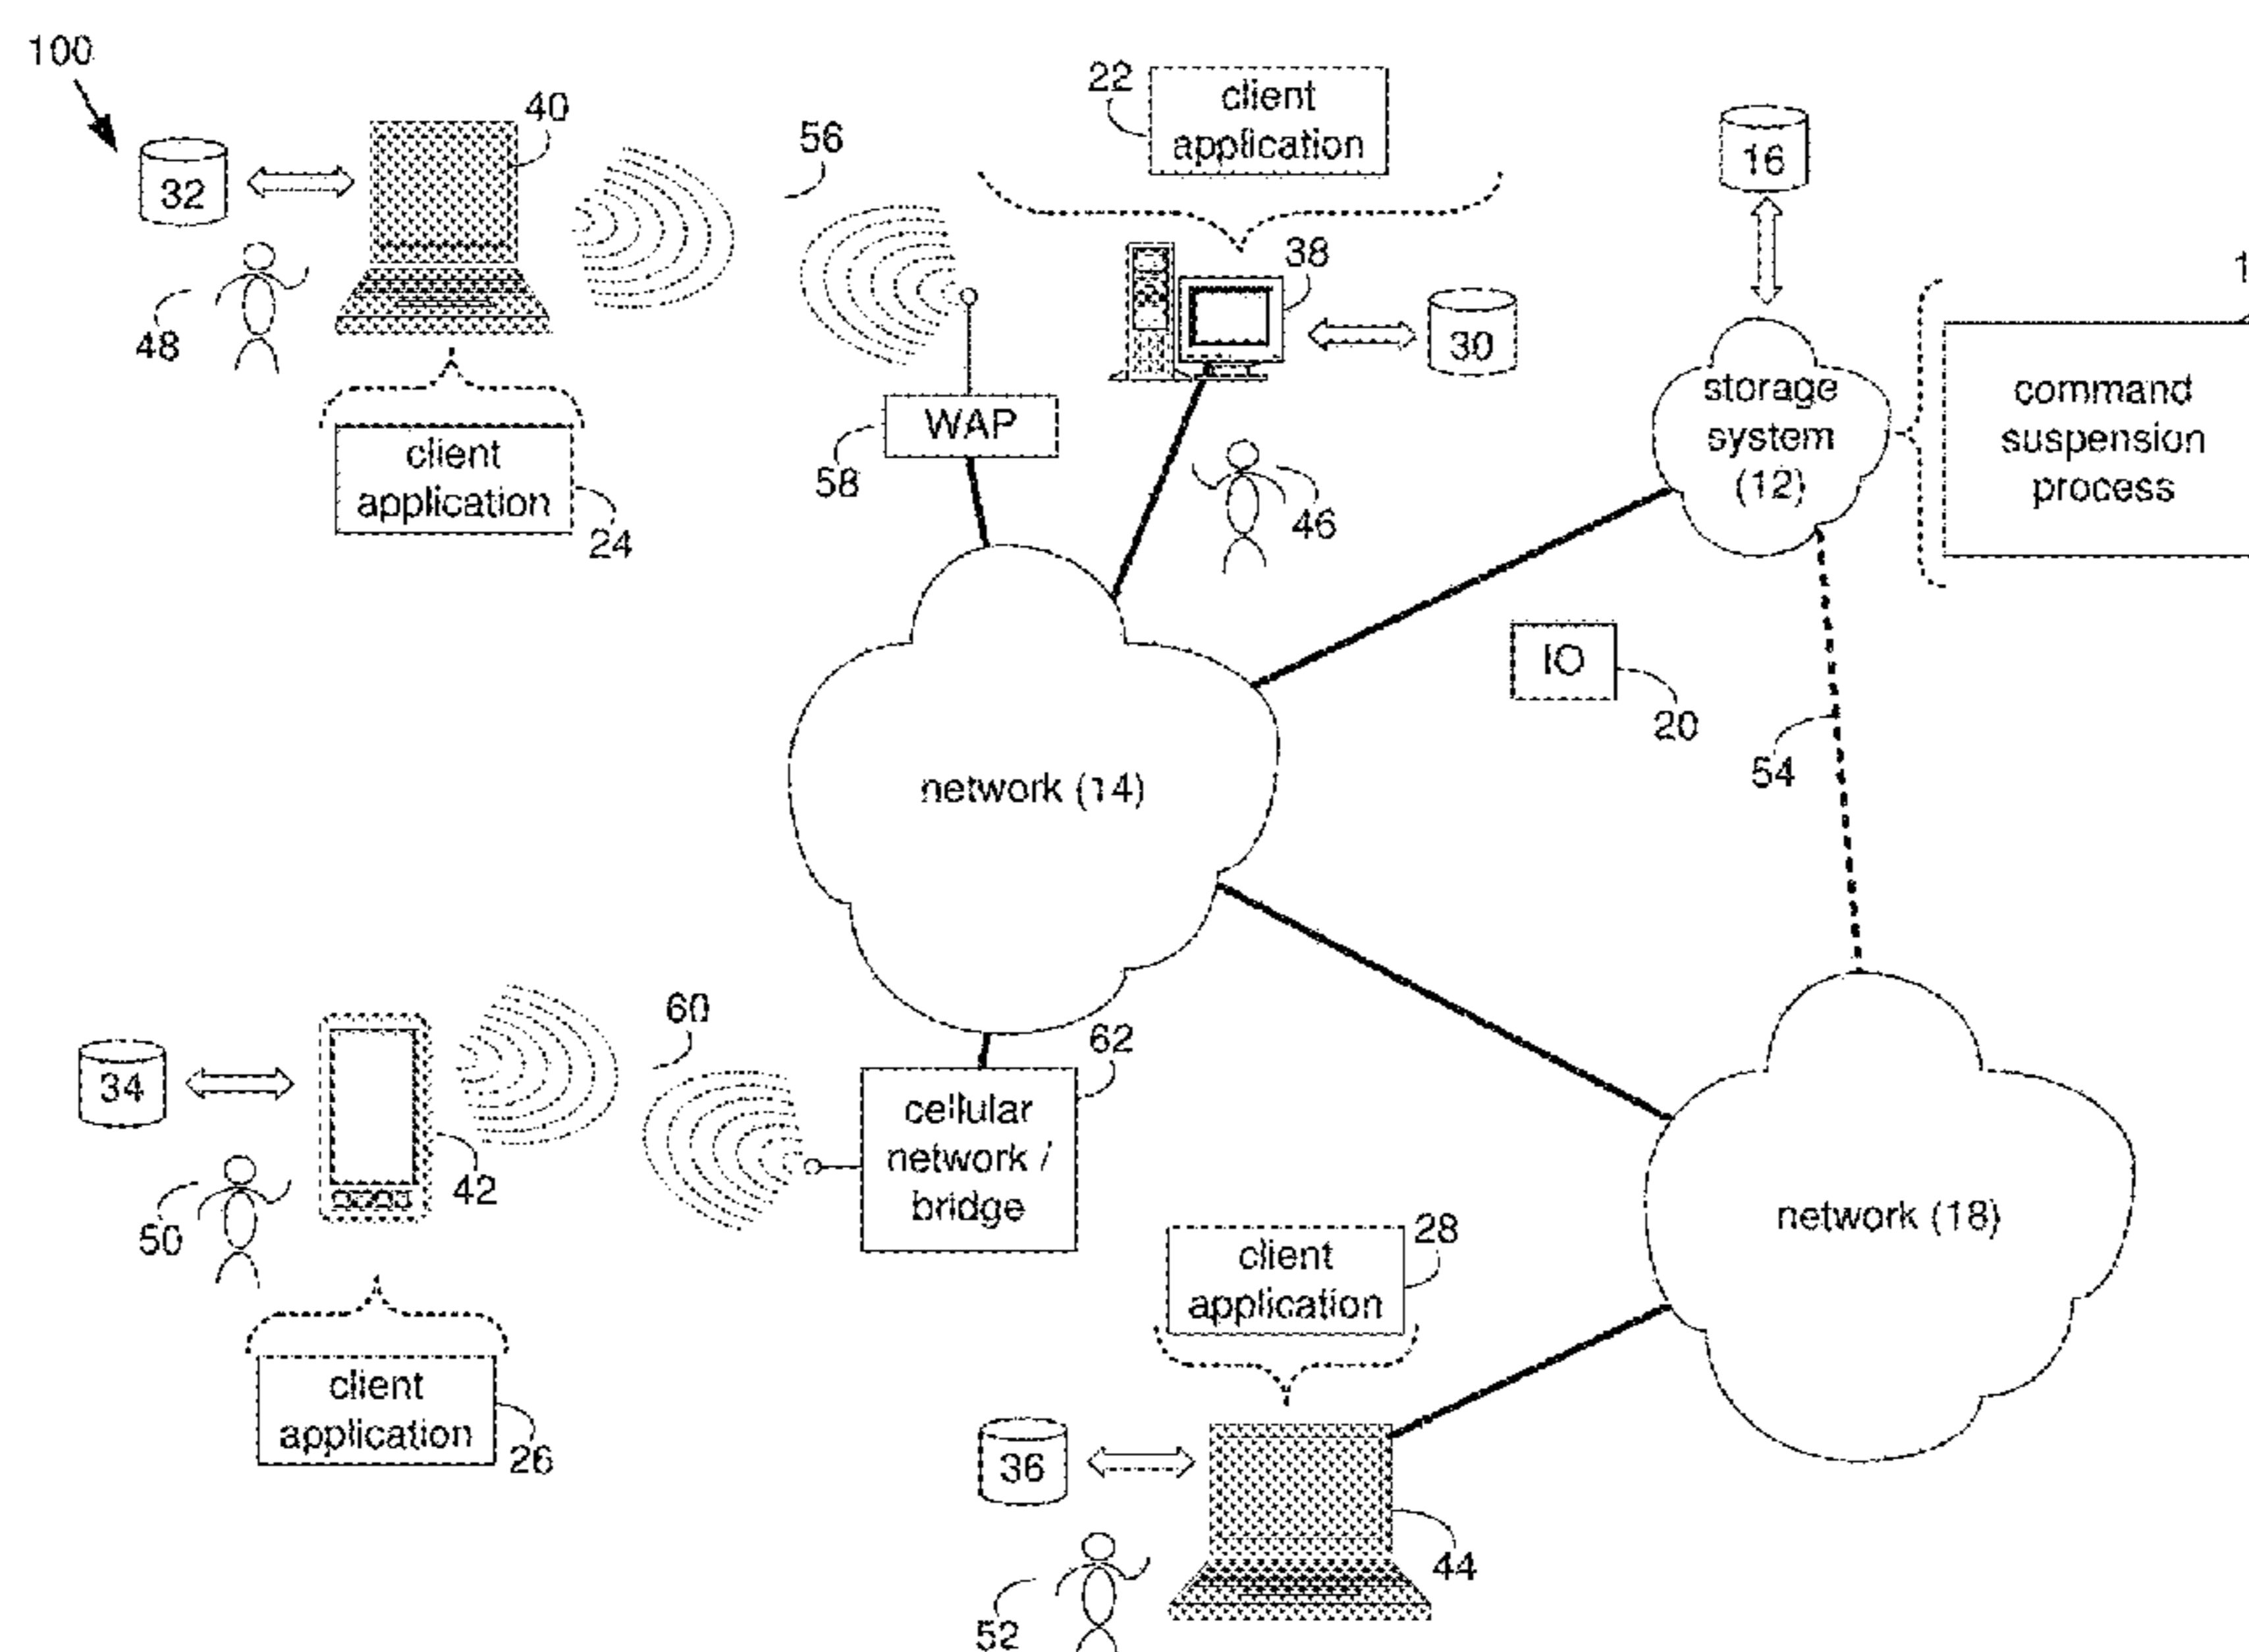 100
32
40
48
client
application
24
56
WAP
58
22
client
application
38
30
46
16
storage
system
(12)
command
suspension
process
IO
20
54
network (14)
34
42
50
client
application
26
60
62
cellular
network /
bridge
28
client
application
36
44
52
network (18)